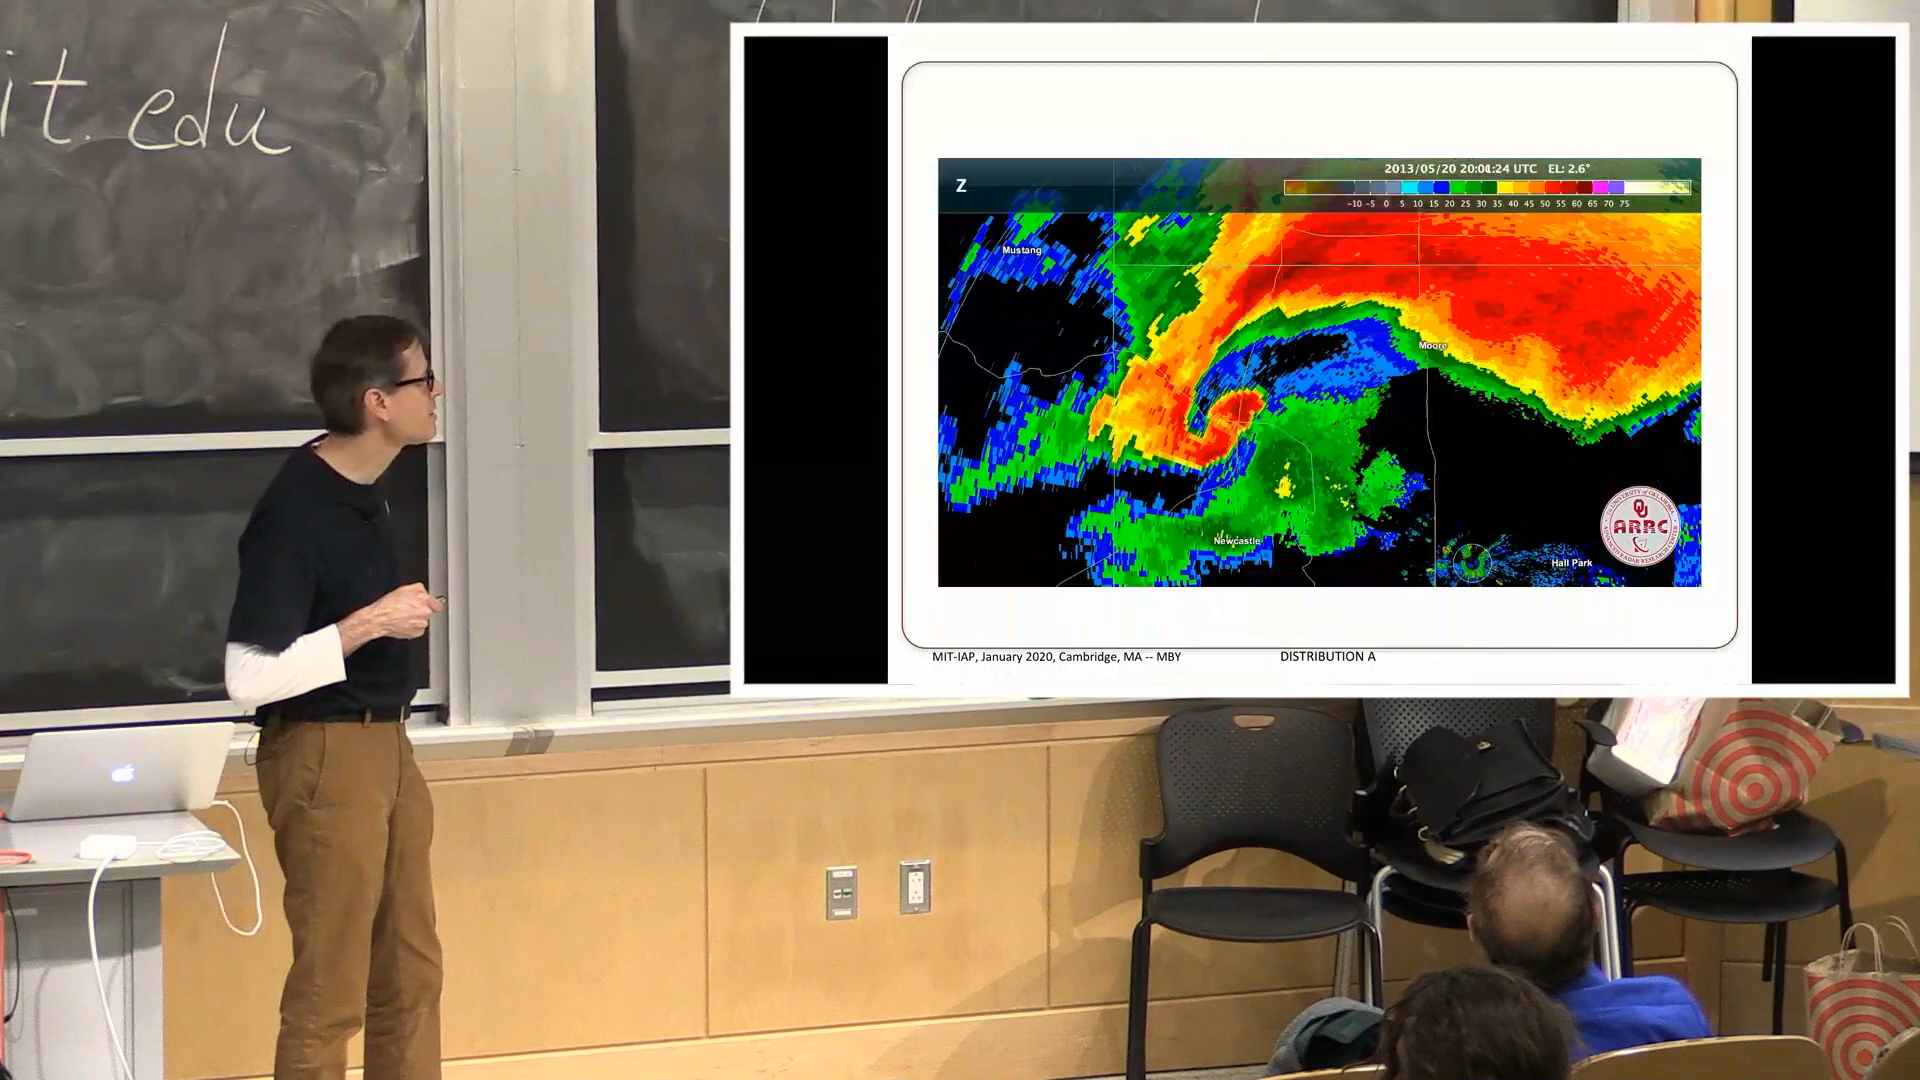 it.edu
2013/05/20 20:01:24 UTC EL: 2.6°
Z
-10 -5 0 5 10 15 20 25 30 35 40 45 50 55 60 65 70 75
Mustang
Moore
Newcastle
Hall Park
OU
ARRC
MIT-IAP, January 2020, Cambridge, MA -- MBY
DISTRIBUTION A